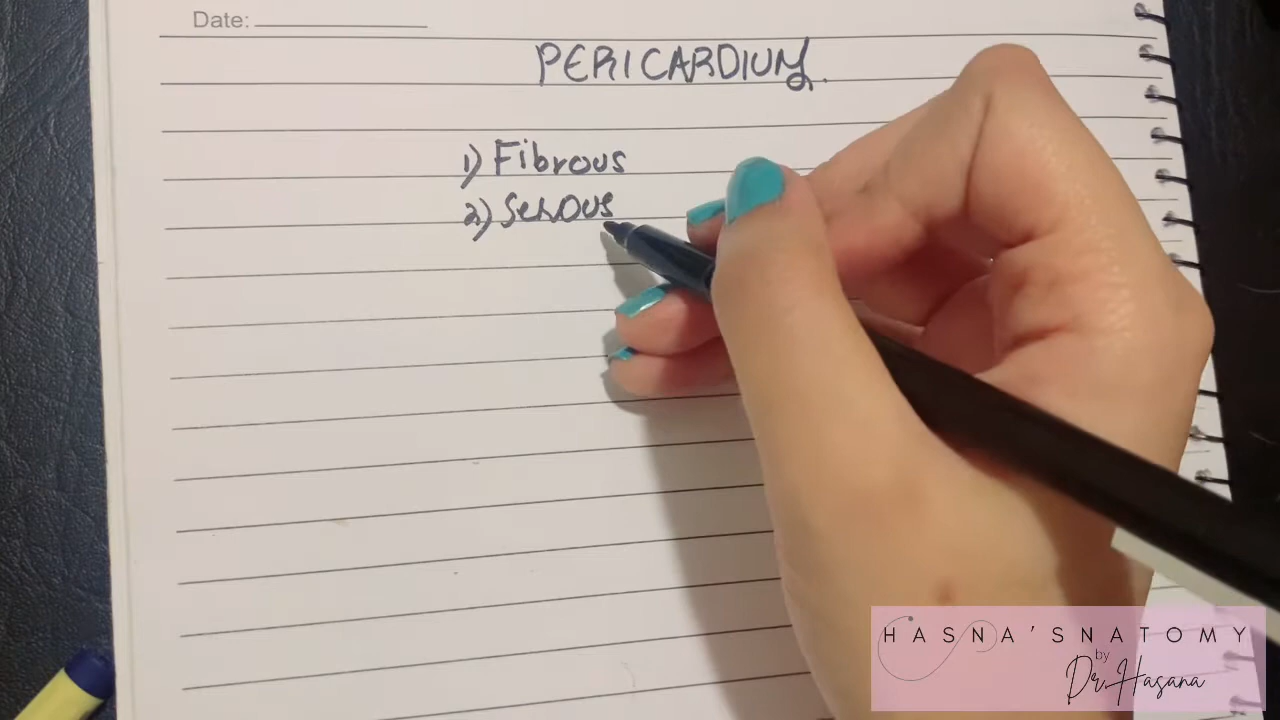 Date:
PERICARDIUM.
1) Fibrous
2) Serous
HASNA'SNATOMY
by
Dr.Hasana